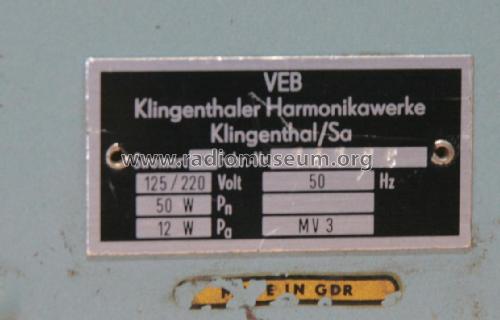 VEB
Klingenthaler Harmonikawerke
Klingenthal/Sa
www.radiomuseum.org
125/220 Volt 50 Hz
50 W Pn
12 W Pa MV 3
IN GDR